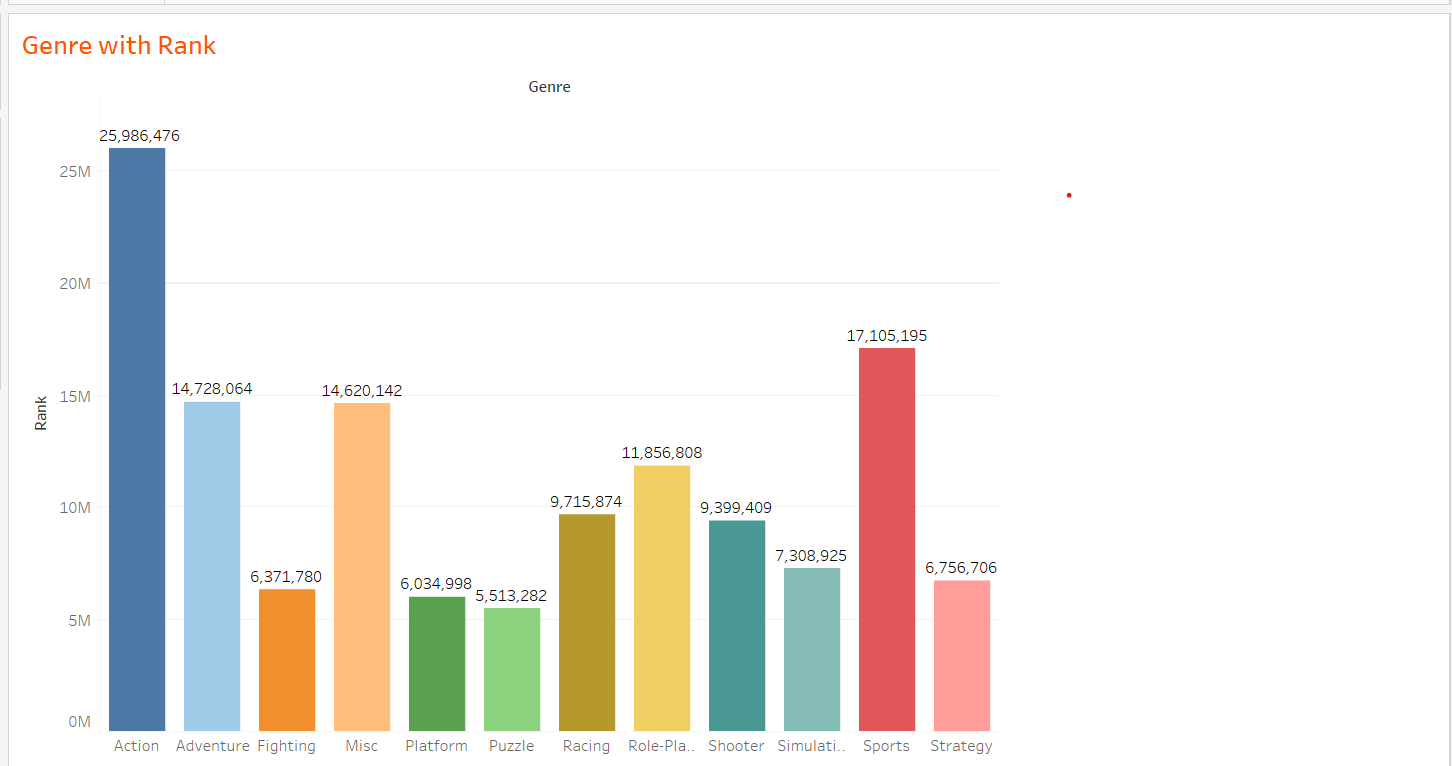 Genre with Rank
Genre
25,986,476
25M
20M
17,105,195
14,728,064
14,620,142
15M
Rank
11,856,808
9,715,874
9,399,409
10M
7,308,925
6,371,780
6,034,998
5,513,282
6,756,706
5M
0M
Action Adventure Fighting Misc Platform Puzzle Racing Role-Pla.. Shooter Simulati.. Sports Strategy